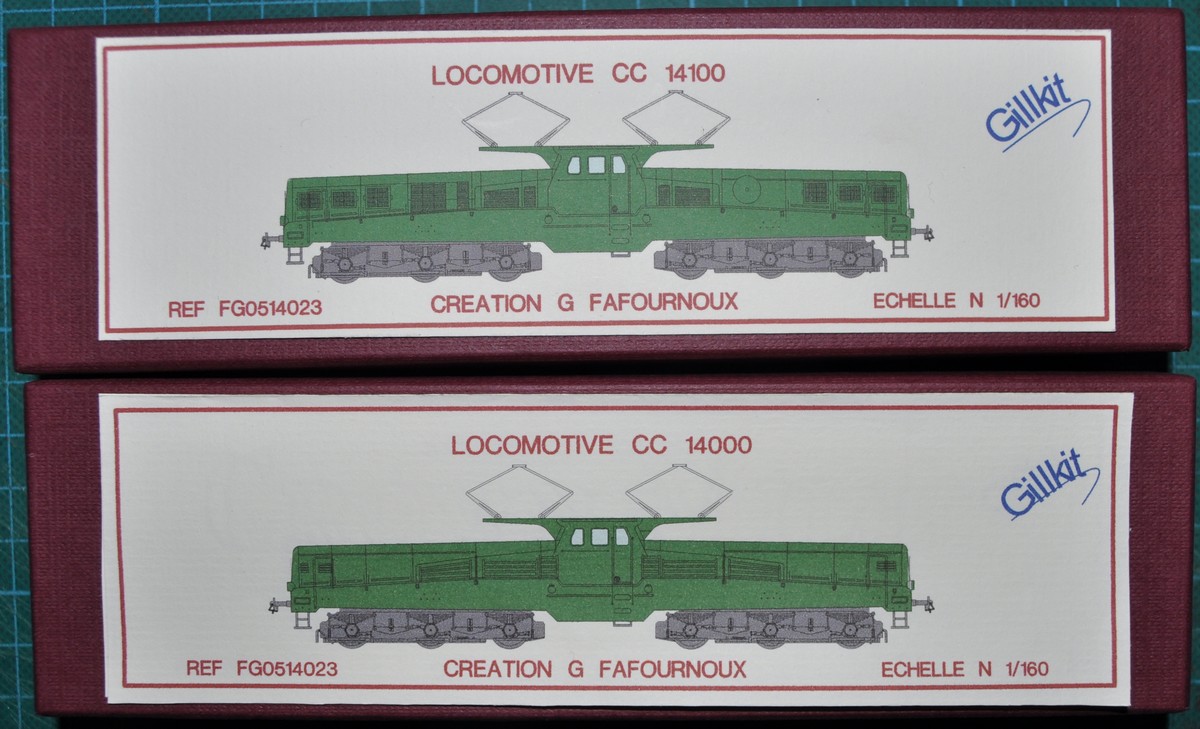 LOCOMOTIVE CC 14100
Gillkit
REF FG0514023
CREATION G FAFOURNOUX
ECHELLE N 1/160
LOCOMOTIVE CC 14000
Gillkit
REF FG0514023
CREATION G FAFOURNOUX
ECHELLE N 1/160